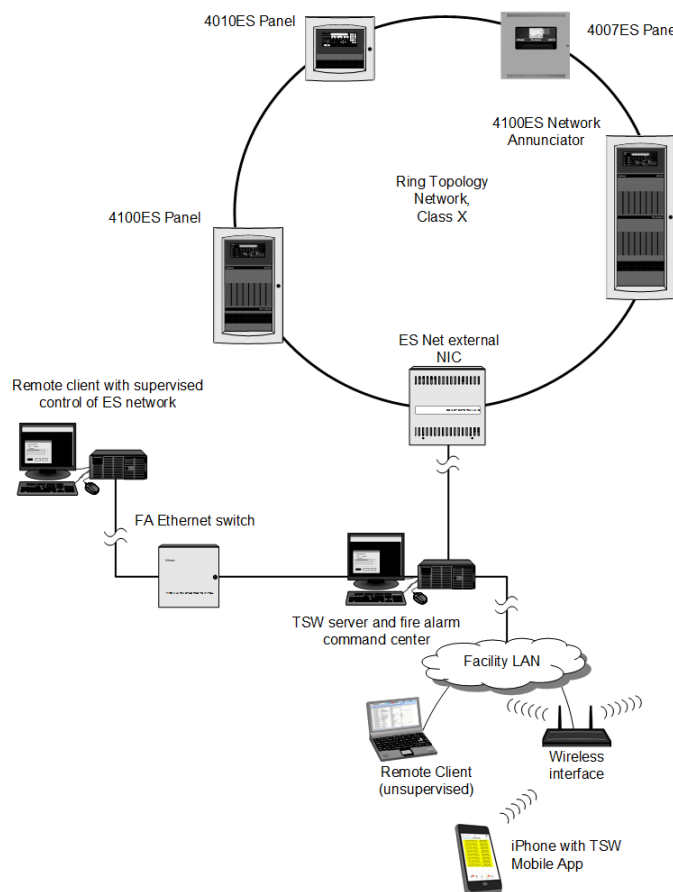 4010ES Panel
4007ES Pane
4100ES Network
Annunciator
Ring Topology
Network,
Class X
4100ES Panel
ES Net external
NIC
Remote client with supervised
control of ES network
FA Ethernet switch
TSW server and fire alarm
command center
Facility LAN
Remote Client
(unsupervised)
Wireless
interface
iPhone with TSW
Mobile App